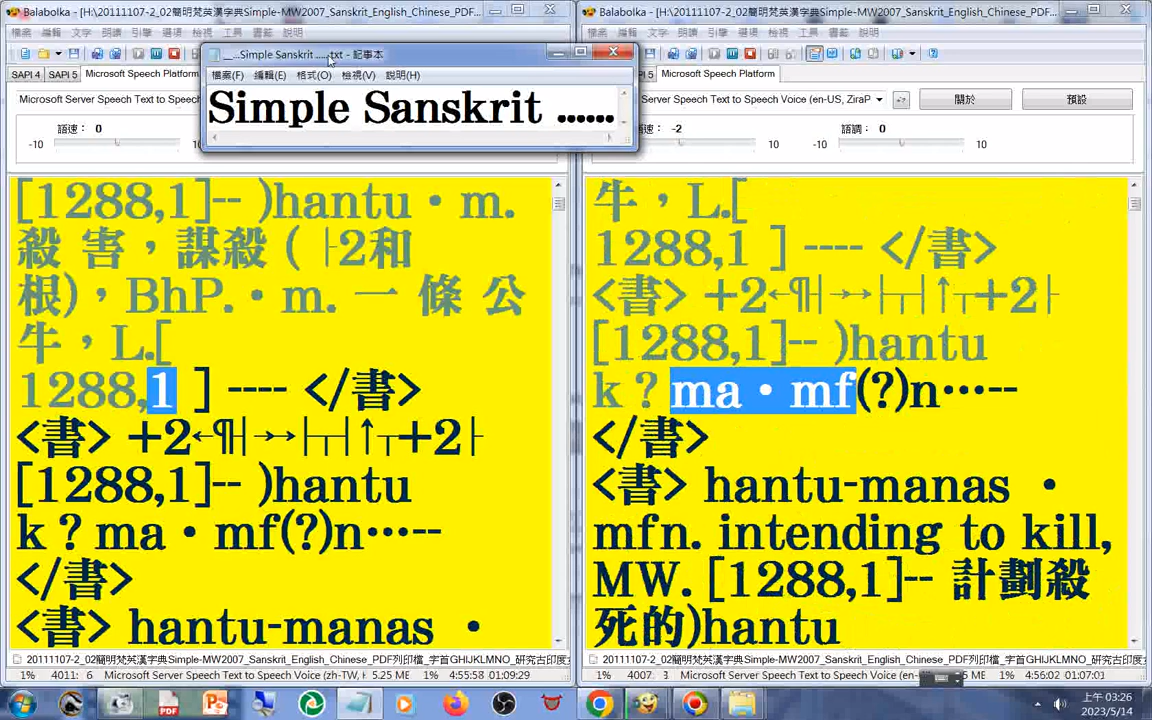 Balabolka - [H:\20111107-2_02簡明梵英漢字典Simple-MW2007_Sanskrit_English_Chinese_PDF...
檔案 編輯 文字 朗讀 引擎 選項 檢視 工具 書籤 說明
SAPI 4 SAPI 5 Microsoft Speech Platform
Microsoft Server Speech Text to Speech
語速： 0
-10 10
[1288,1]-- )hantu • m.
殺 害，謀殺 (├2和
根)，BhP.• m. 一 條 公
牛，L.[
1288,1 ] ---- </書>
<書> +2←¶┤→→├┬┤↑┬+2├
[1288,1]-- )hantu
k ? ma • mf(?)n…--
</書>
<書> hantu-manas •
20111107-2_02簡明梵英漢字典Simple-MW2007_Sanskrit_English_Chinese_PDF列印檔_字首GHIJKLMNO_研究古印度
1% 4011: 6 Microsoft Server Speech Text to Speech Voice (zh-TW, H 5.25 ME 1% 4:55:58 01:09:29
__...Simple Sanskrit ......txt - 記事本
檔案(F) 編輯(E) 格式(O) 檢視(V) 說明(H)
Simple Sanskrit ......
Balabolka - [H:\20111107-2_02簡明梵英漢字典Simple-MW2007_Sanskrit_English_Chinese_PDF...
5 Microsoft Speech Platform
Server Speech Text to Speech Voice (en-US, ZiraP 關於 預設
速： -2 語調： 0
10 -10 10
牛，L.[
1288,1 ] ---- </書>
<書> +2←¶┤→→├┬┤↑┬+2├
[1288,1]-- )hantu
k ? ma • mf(?)n…--
</書>
<書> hantu-manas •
mfn. intending to kill,
MW. [1288,1]-- 計劃殺
死的)hantu
20111107-2_02簡明梵英漢字典Simple-MW2007_Sanskrit_English_Chinese_PDF列印檔_字首GHIJKLMNO_研究古印度
1% 4007 Microsoft Server Speech Text to Speech Voice (en- 5.25 ME 1% 4:56:02 01:07:01
上午 03:26
2023/5/14